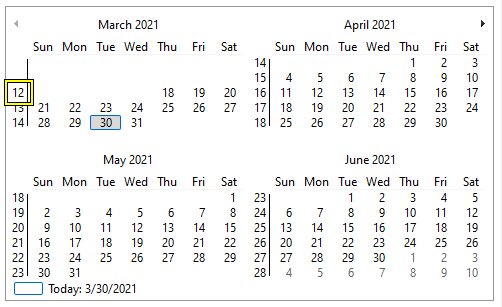 March 2021
Sun Mon Tue Wed Thu Fri Sat
12 18 19 20
13 21 22 23 24 25 26 27
14 28 29 30 31
April 2021
Sun Mon Tue Wed Thu Fri Sat
14 1 2 3
15 4 5 6 7 8 9 10
16 11 12 13 14 15 16 17
17 18 19 20 21 22 23 24
18 25 26 27 28 29 30
May 2021
Sun Mon Tue Wed Thu Fri Sat
18 1
19 2 3 4 5 6 7 8
20 9 10 11 12 13 14 15
21 16 17 18 19 20 21 22
22 23 24 25 26 27 28 29
23 30 31
June 2021
Sun Mon Tue Wed Thu Fri Sat
23 1 2 3 4 5
24 6 7 8 9 10 11 12
25 13 14 15 16 17 18 19
26 20 21 22 23 24 25 26
27 27 28 29 30 1 2 3
28 4 5 6 7 8 9 10
Today: 3/30/2021